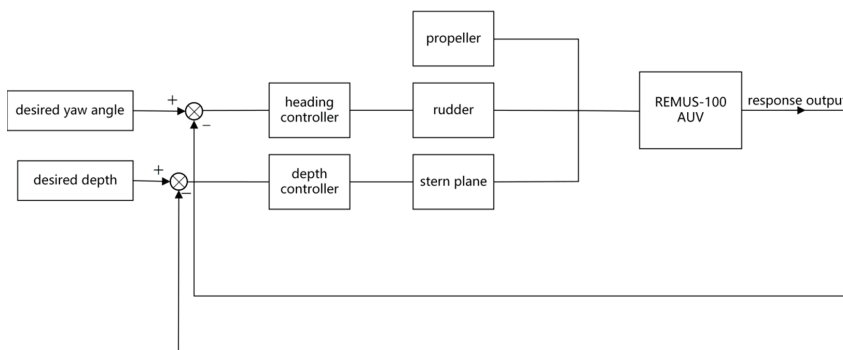 propeller
desired yaw angle
+
−
heading
controller
rudder
REMUS-100
AUV
response output
desired depth
+
−
depth
controller
stern plane